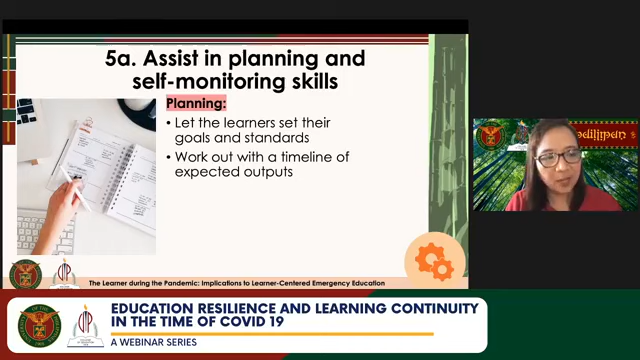 5a. Assist in planning and
self-monitoring skills
Planning:
• Let the learners set their
goals and standards
• Work out with a timeline of
expected outputs
The Learner during the Pandemic: Implications to Learner-Centered Emergency Education
EDUCATION RESILIENCE AND LEARNING CONTINUITY
IN THE TIME OF COVID 19
A WEBINAR SERIES